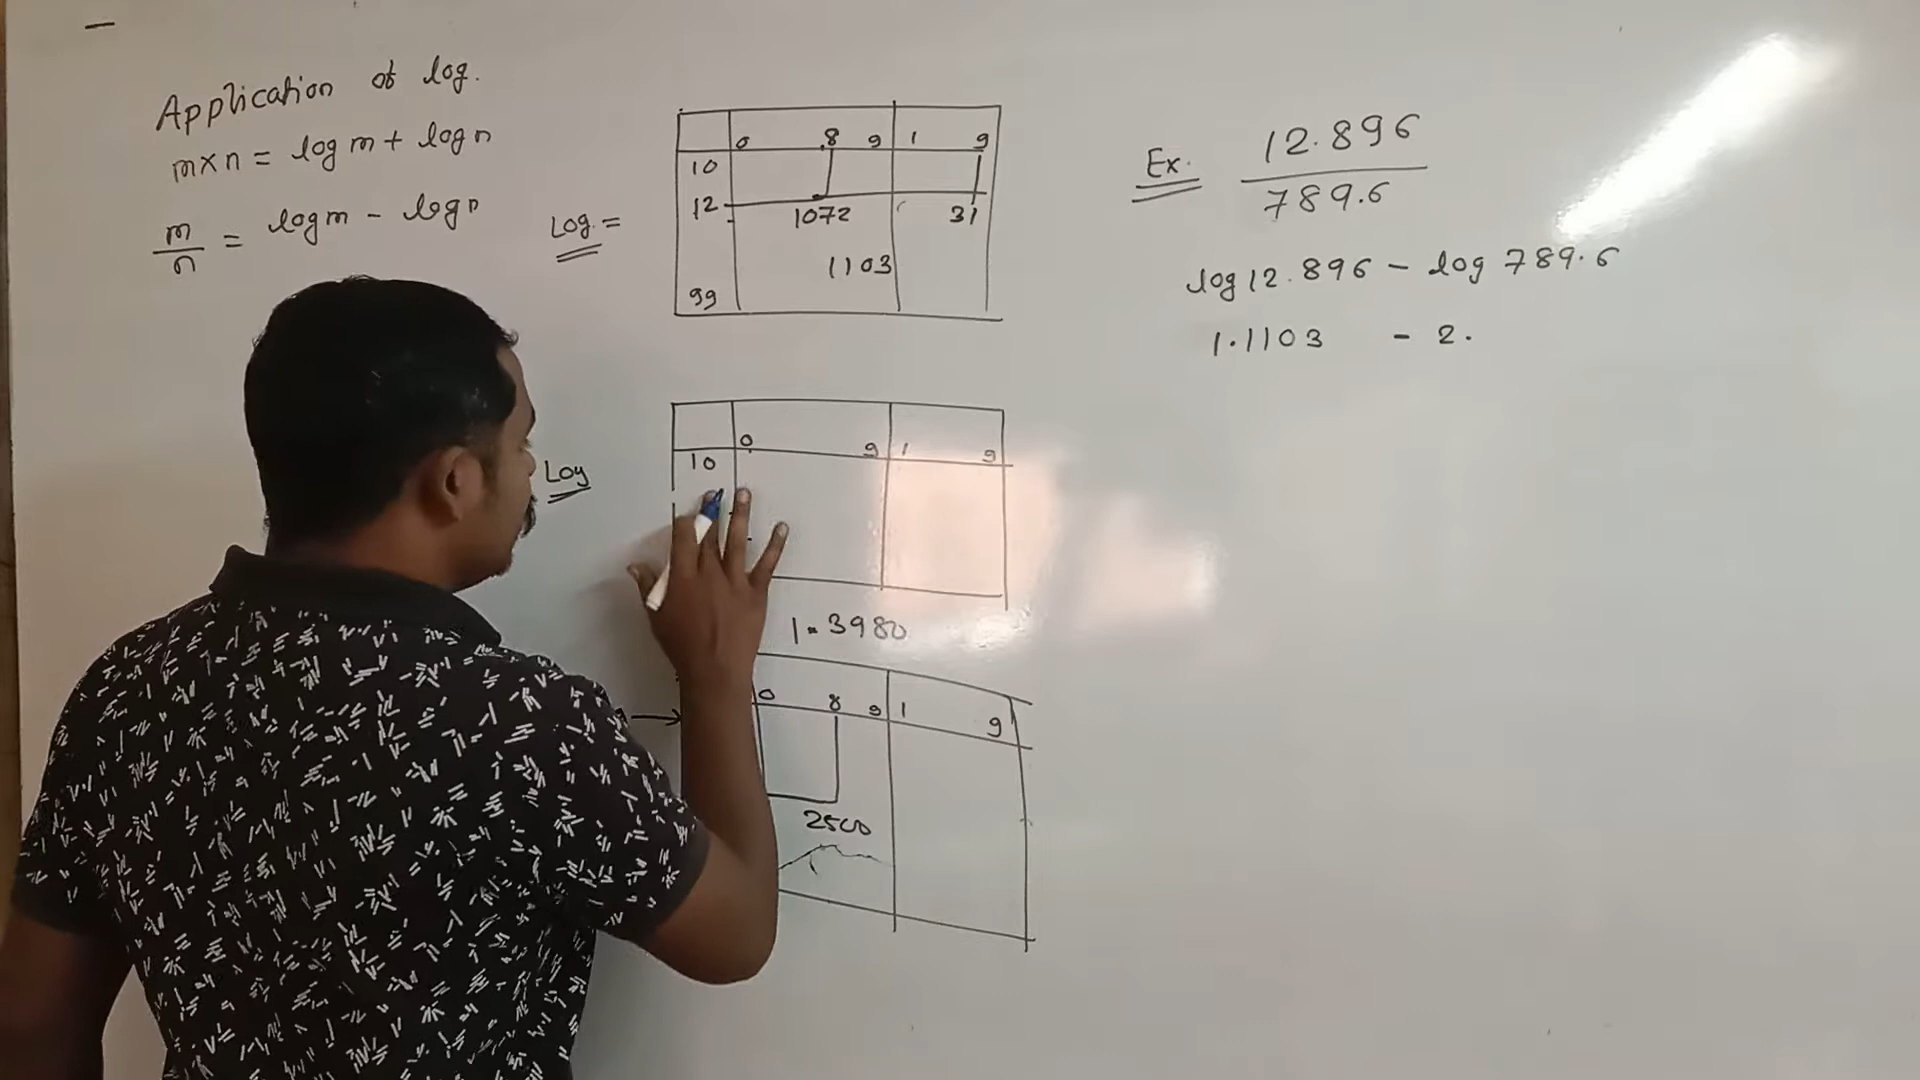 Application of log.
m×n = log m + log n
m/n = log m - log n
Log =
0 8 9 1 9
10
12 1072 31
1103
99
Log
0 9 1 9
10
1.3980
0 8 9 1 9
2500
Ex. 12.896/789.6
log 12.896 - log 789.6
1.1103 - 2.